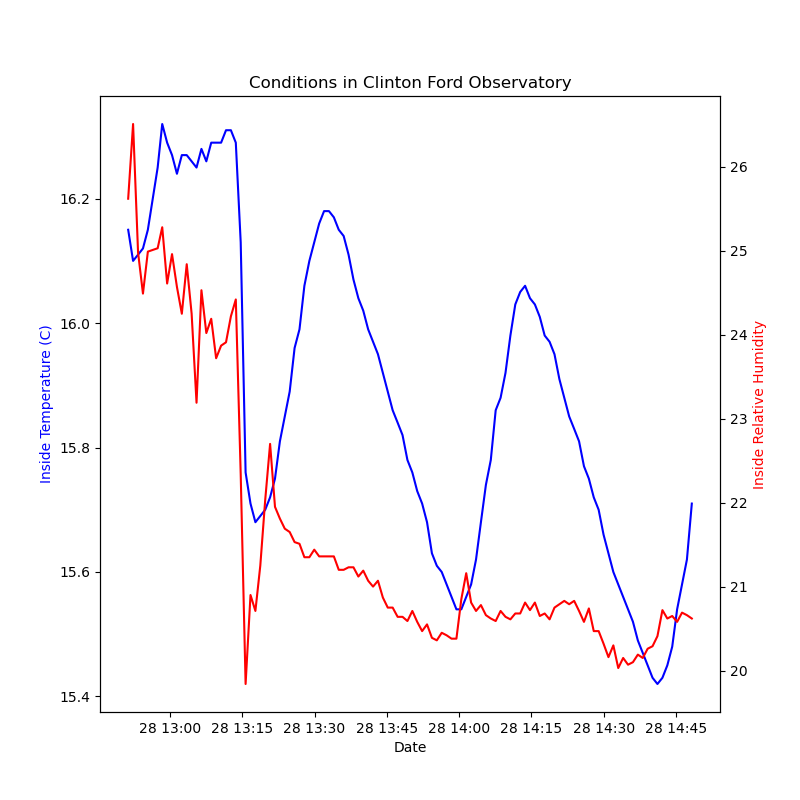 Conditions in Clinton Ford Observatory
Inside Temperature (C)
16.2
16.0
15.8
15.6
15.4
26
25
24
23
22
21
20
Inside Relative Humidity
28 13:00 28 13:15 28 13:30 28 13:45 28 14:00 28 14:15 28 14:30 28 14:45
Date